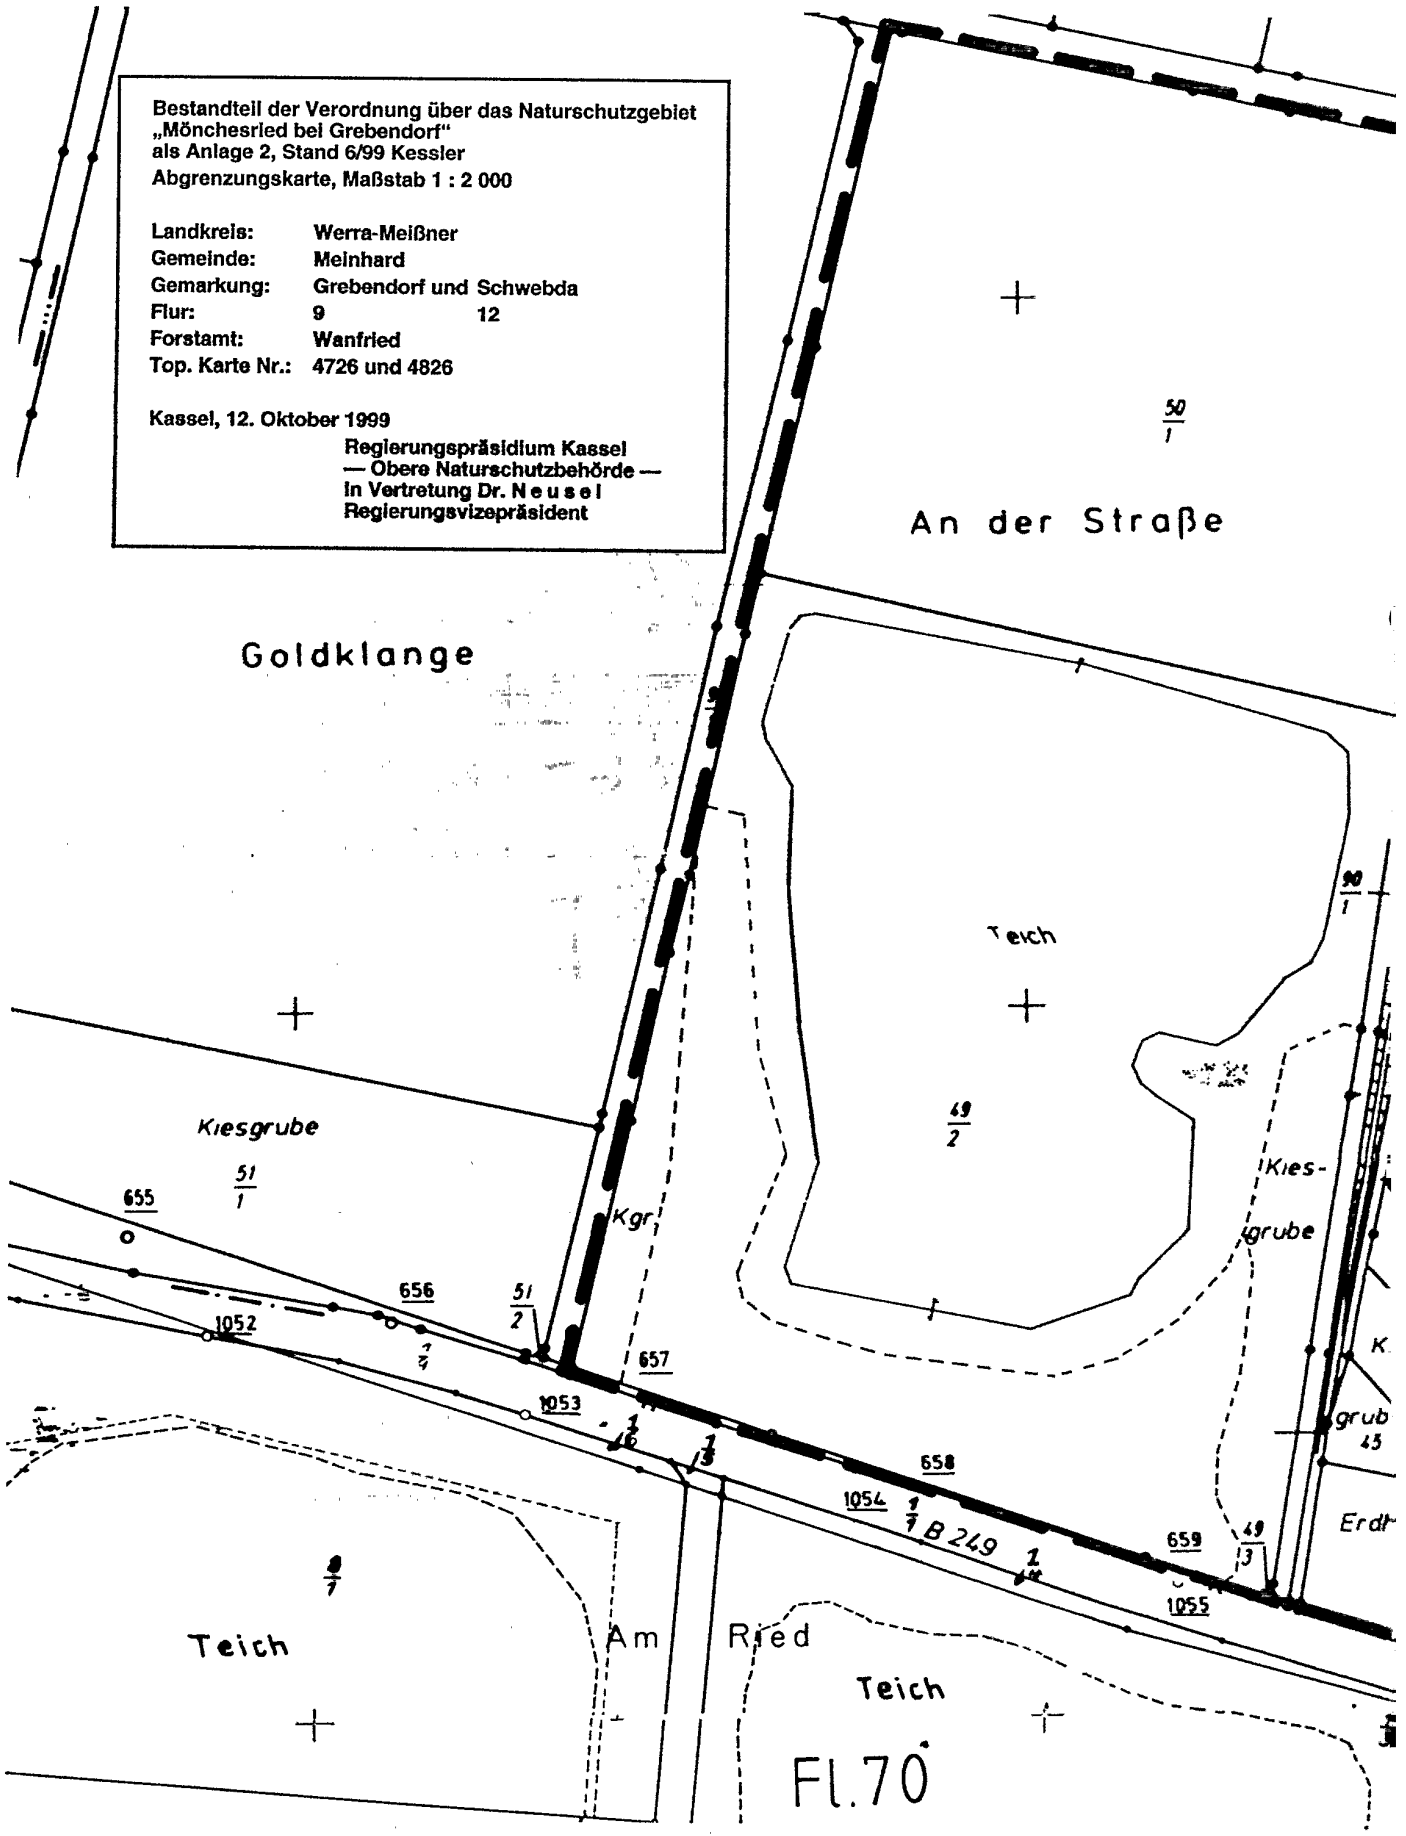 Bestandteil der Verordnung über das Naturschutzgebiet
„Mönchesried bei Grebendorf“
als Anlage 2, Stand 6/99 Kessler
Abgrenzungskarte, Maßstab 1 : 2 000
Landkreis: Werra-Meißner
Gemeinde: Meinhard
Gemarkung: Grebendorf und Schwebda
Flur: 9 12
Forstamt: Wanfried
Top. Karte Nr.: 4726 und 4826
Kassel, 12. Oktober 1999
Regierungspräsidium Kassel
— Obere Naturschutzbehörde —
In Vertretung Dr. Neusel
Regierungsvizepräsident
50
1
An der Straße
Goldklange
90
1
Teich
49
2
Kiesgrube
51
1
Kies-
grube
655
Kgr.
656
51
2
1052
657
K.
1053
grub
45
658
1054
1
1
B 249
659
49
3
Erdh
1055
Teich
Am Ried
Teich
Fl.70